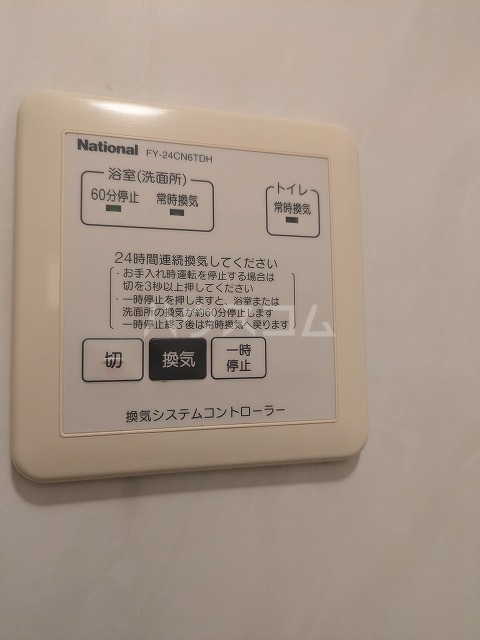 National FY-24CN6TDH
浴室(洗面所)
60分停止 常時換気
トイレ
常時換気
24時間連続換気してください
・お手入れ時運転を停止する場合は
切を3秒以上押してください
・一時停止を押しますと、浴室または
洗面所の換気が約60分停止します
一時停止終了後は常時換気へ戻ります
切
換気
一時
停止
換気システムコントローラー